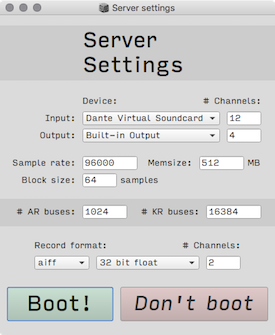 Server settings
Server
Settings
Device: # Channels:
Input: Dante Virtual Soundcard 12
Output: Built-in Output 4
Sample rate: 96000 Memsize: 512 MB
Block size: 64 samples
# AR buses: 1024 # KR buses: 16384
Record format: # Channels:
aiff 32 bit float 2
Boot! Don't boot